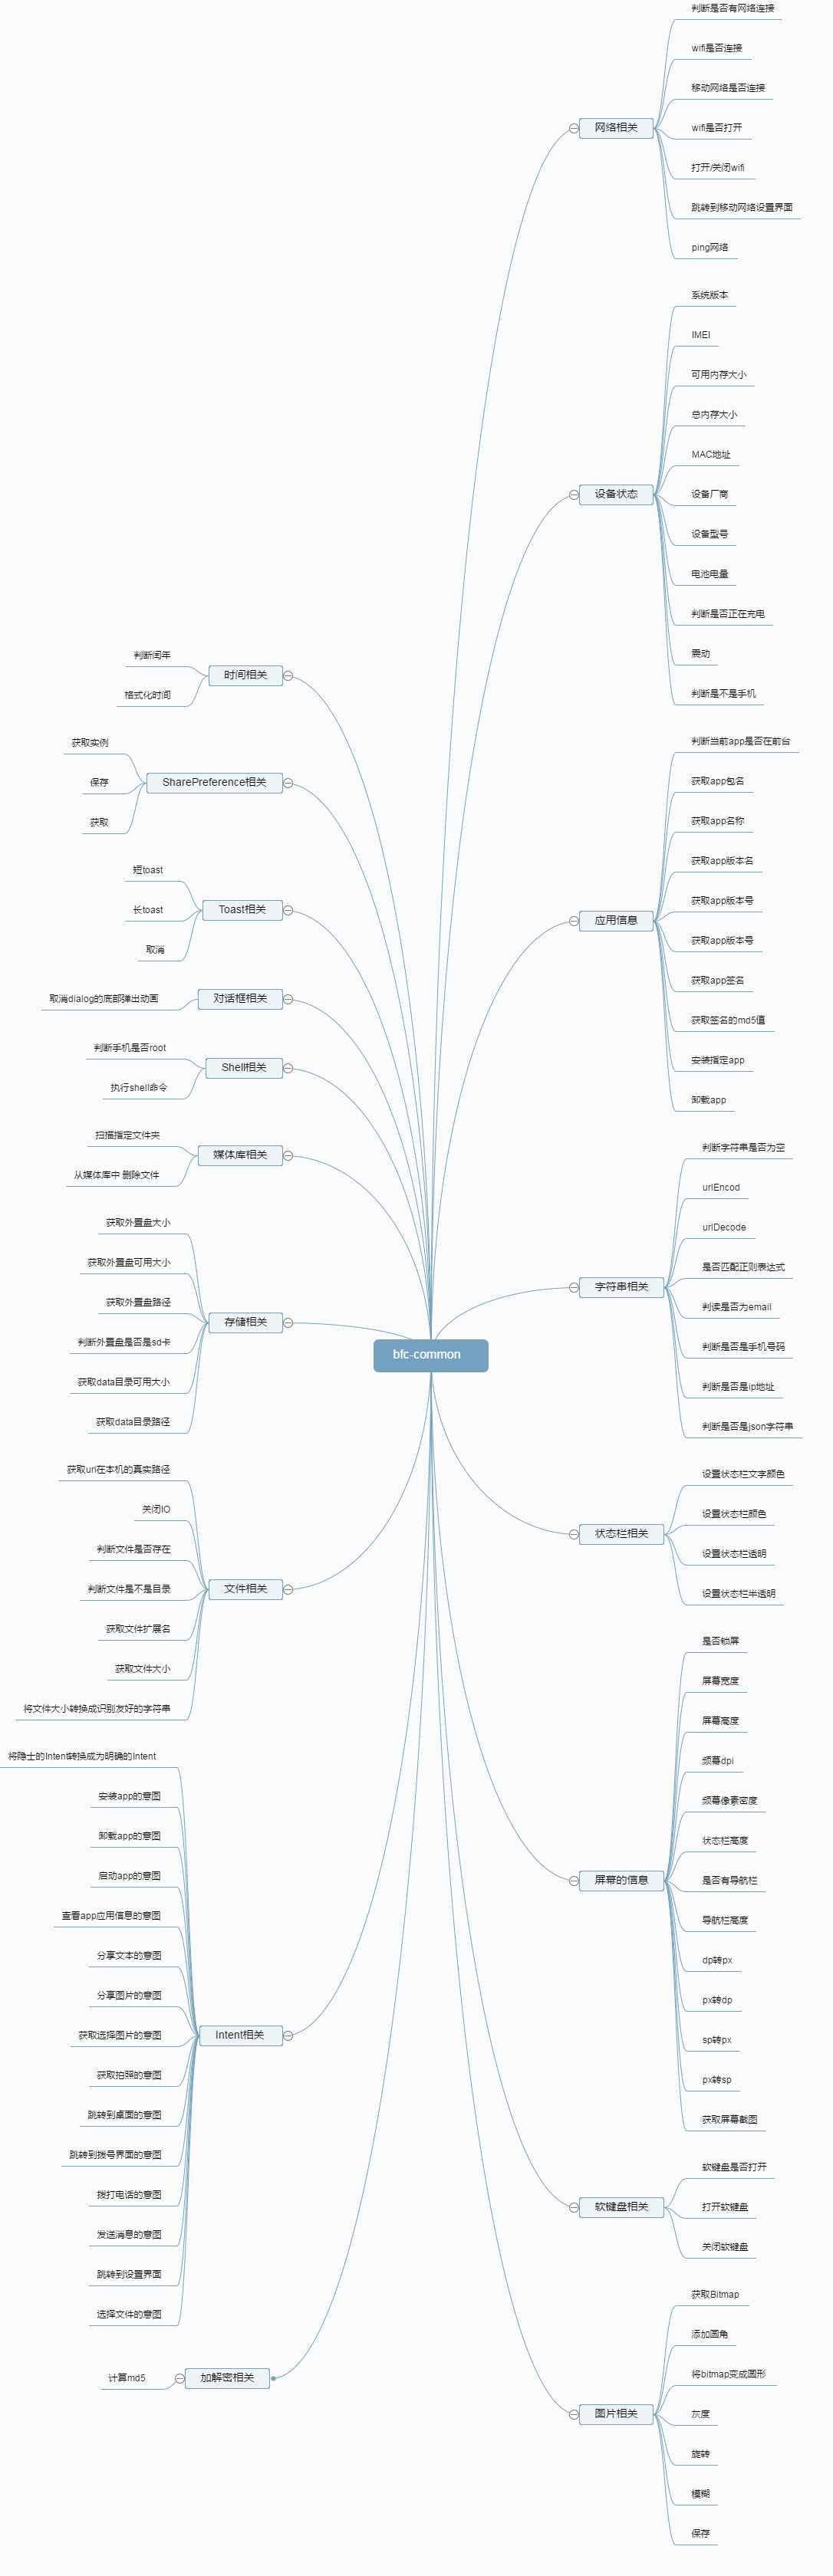 bfc-common
网络相关
判断是否有网络连接
wifi是否连接
移动网络是否连接
wifi是否打开
打开/关闭wifi
跳转到移动网络设置界面
ping网络
设备状态
系统版本
IMEI
可用内存大小
总内存大小
MAC地址
设备厂商
设备型号
电池电量
判断是否正在充电
震动
判断是不是手机
应用信息
判断当前app是否在前台
获取app包名
获取app名称
获取app版本名
获取app版本号
获取app版本号
获取app签名
获取签名的md5值
安装指定app
卸载app
字符串相关
判断字符串是否为空
urlEncod
urlDecode
是否匹配正则表达式
判读是否为email
判断是否是手机号码
判断是否是ip地址
判断是否是json字符串
状态栏相关
设置状态栏文字颜色
设置状态栏颜色
设置状态栏透明
设置状态栏半透明
屏幕的信息
是否锁屏
屏幕宽度
屏幕高度
频幕dpi
频幕像素密度
状态栏高度
是否有导航栏
导航栏高度
dp转px
px转dp
sp转px
px转sp
获取屏幕截图
软键盘相关
软键盘是否打开
打开软键盘
关闭软键盘
图片相关
获取Bitmap
添加圆角
将bitmap变成圆形
灰度
旋转
模糊
保存
时间相关
判断闰年
格式化时间
SharePreference相关
获取实例
保存
获取
Toast相关
短toast
长toast
取消
对话框相关
取消dialog的底部弹出动画
Shell相关
判断手机是否root
执行shell命令
媒体库相关
扫描指定文件夹
从媒体库中 删除文件
存储相关
获取外置盘大小
获取外置盘可用大小
获取外置盘路径
判断外置盘是否是sd卡
获取data目录可用大小
获取data目录路径
文件相关
获取uri在本机的真实路径
关闭IO
判断文件是否存在
判断文件是不是目录
获取文件扩展名
获取文件大小
将文件大小转换成识别友好的字符串
Intent相关
将隐士的Intent转换成为明确的Intent
安装app的意图
卸载app的意图
启动app的意图
查看app应用信息的意图
分享文本的意图
分享图片的意图
获取选择图片的意图
获取拍照的意图
跳转到桌面的意图
跳转到拨号界面的意图
拨打电话的意图
发送消息的意图
跳转到设置界面
选择文件的意图
加解密相关
计算md5